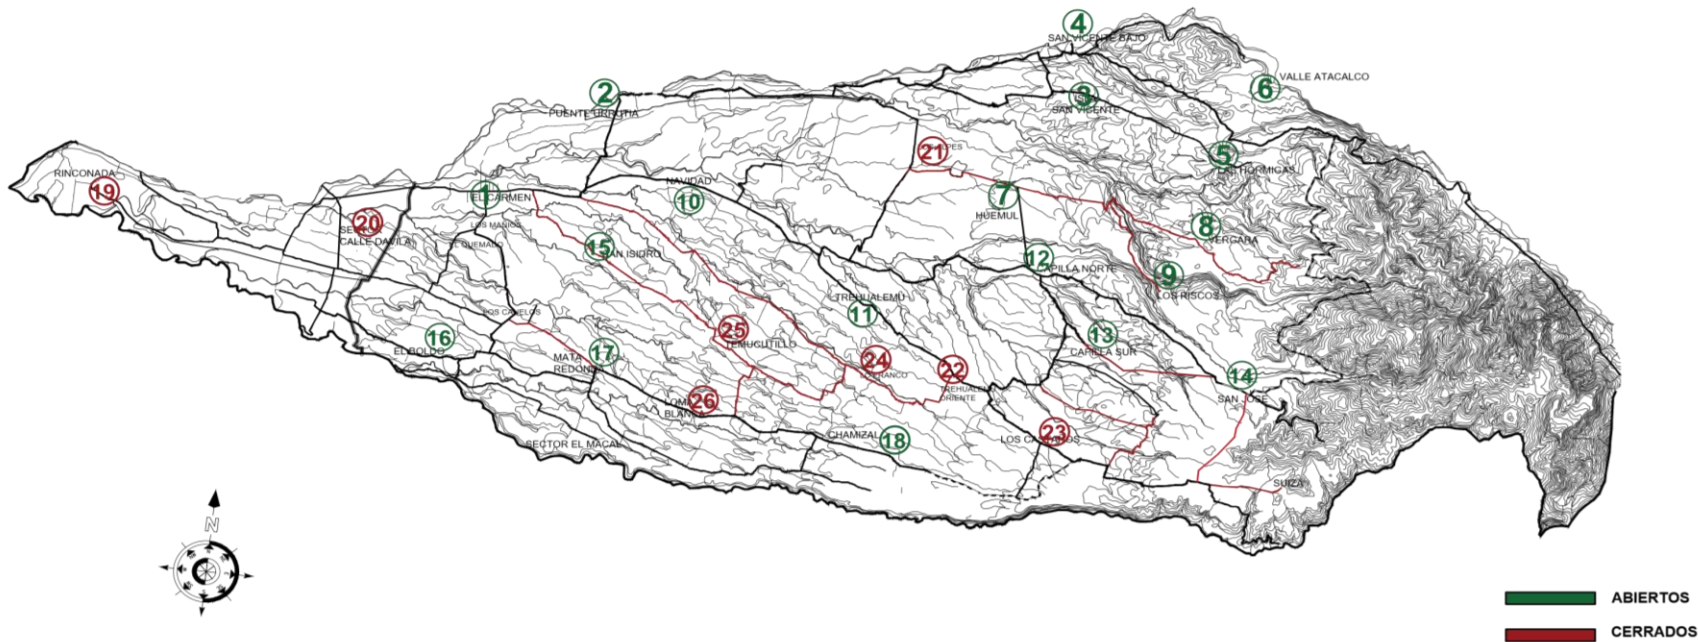 4
SAN VICENTE BAJO
6
VALLE ATACALCO
2
PUENTE URRUTIA
3
SAN VICENTE
21
5
LAS HORMIGAS
RINCONADA
19
NAVIDAD
10
1
EL CARMEN
7
HUEMUL
20
SECTOR
CALLE DAVILA
LOS MAÑIOS
EL QUEMADO
8
VERGARA
15
SAN ISIDRO
12
CAPILLA NORTE
9
LOS RISCOS
TREHUALEMU
11
LOS CANELOS
16
EL BOLDO
17
MATA
REDONDA
25
TEMUCUTILLO
13
CAPILLA SUR
24
22
TREHUALEMU
ORIENTE
14
SAN JOSE
26
LOMA
BLANCA
CHAMIZAL
18
23
SECTOR EL MACAL
SUIZA
N
ABIERTOS
CERRADOS